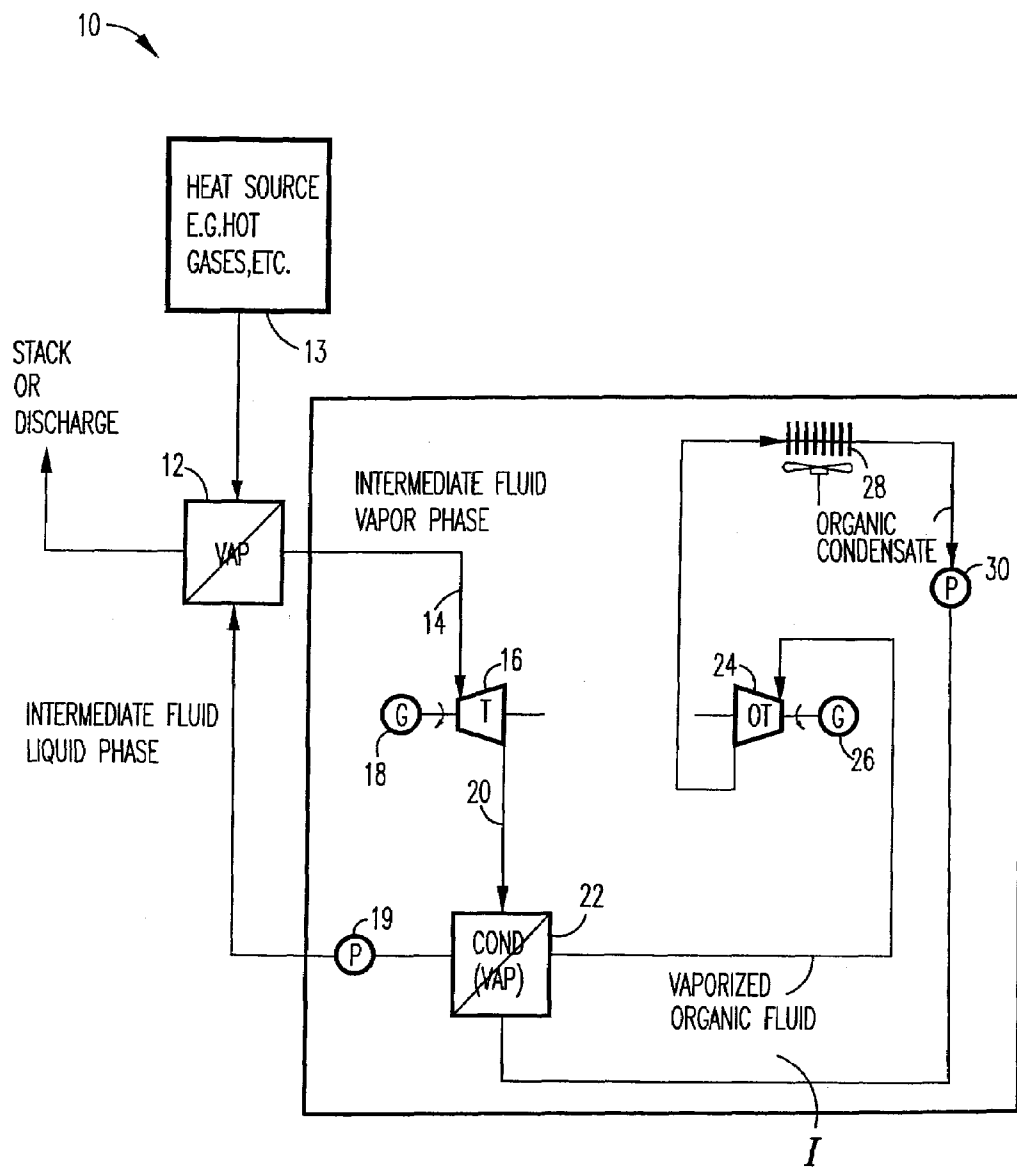 10
HEAT SOURCE
E.G.HOT
GASES,ETC.
13
STACK
OR
DISCHARGE
12
VAP
INTERMEDIATE FLUID
VAPOR PHASE
14
28
ORGANIC
CONDENSATE
P
30
16
T
G
18
24
OT
G
26
INTERMEDIATE FLUID
LIQUID PHASE
20
19
P
22
COND
(VAP)
VAPORIZED
ORGANIC FLUID
I